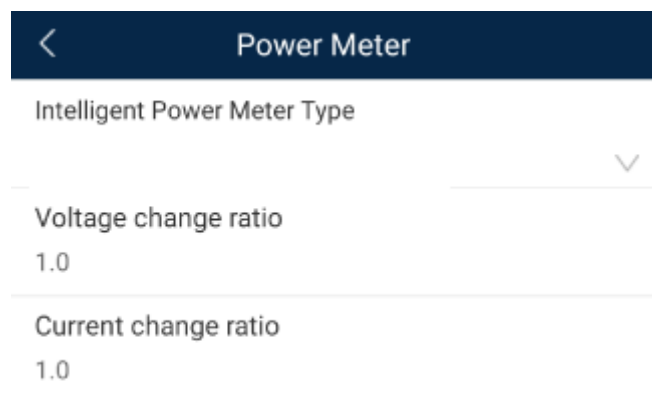 Power Meter
Intelligent Power Meter Type
Voltage change ratio
1.0
Current change ratio
1.0